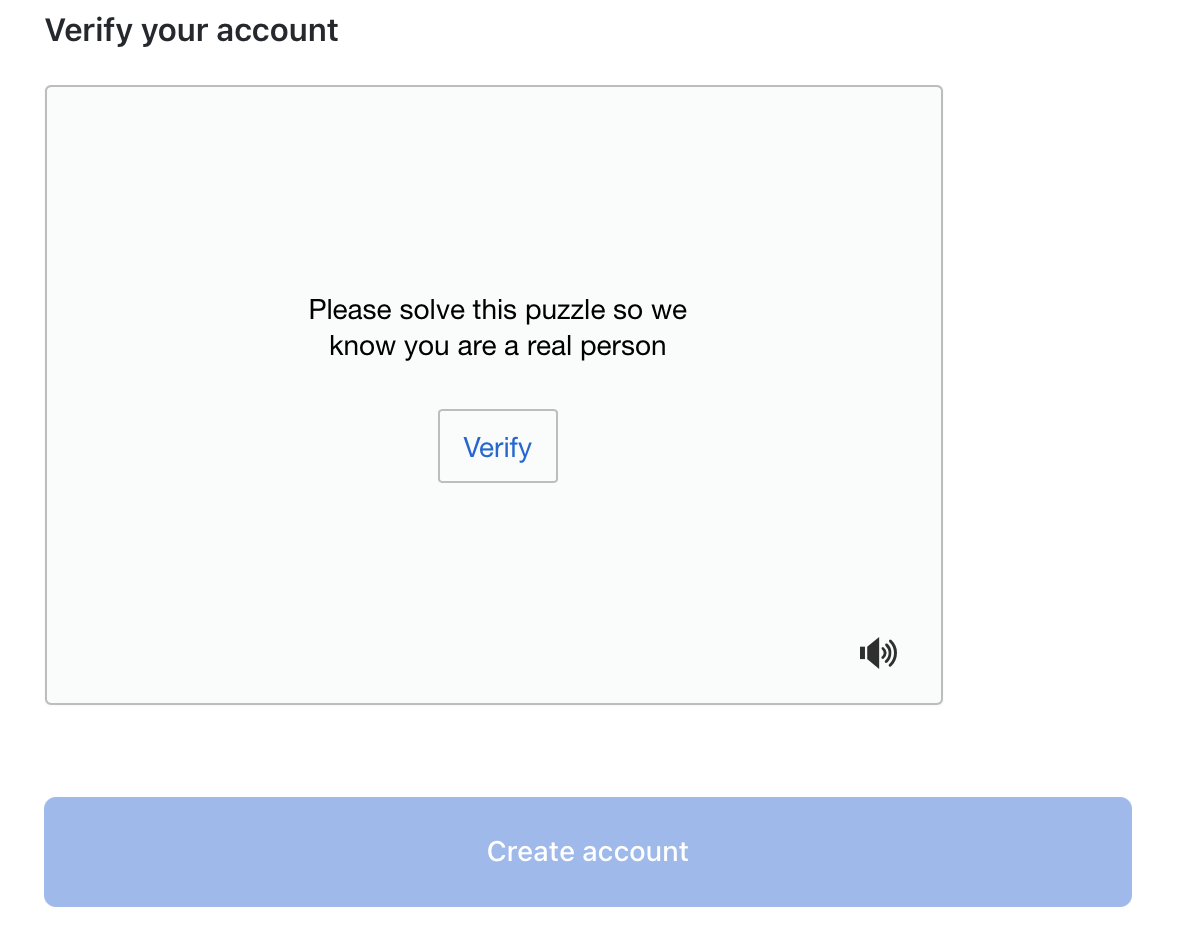 Verify your account
Please solve this puzzle so we
know you are a real person
Verify
Create account